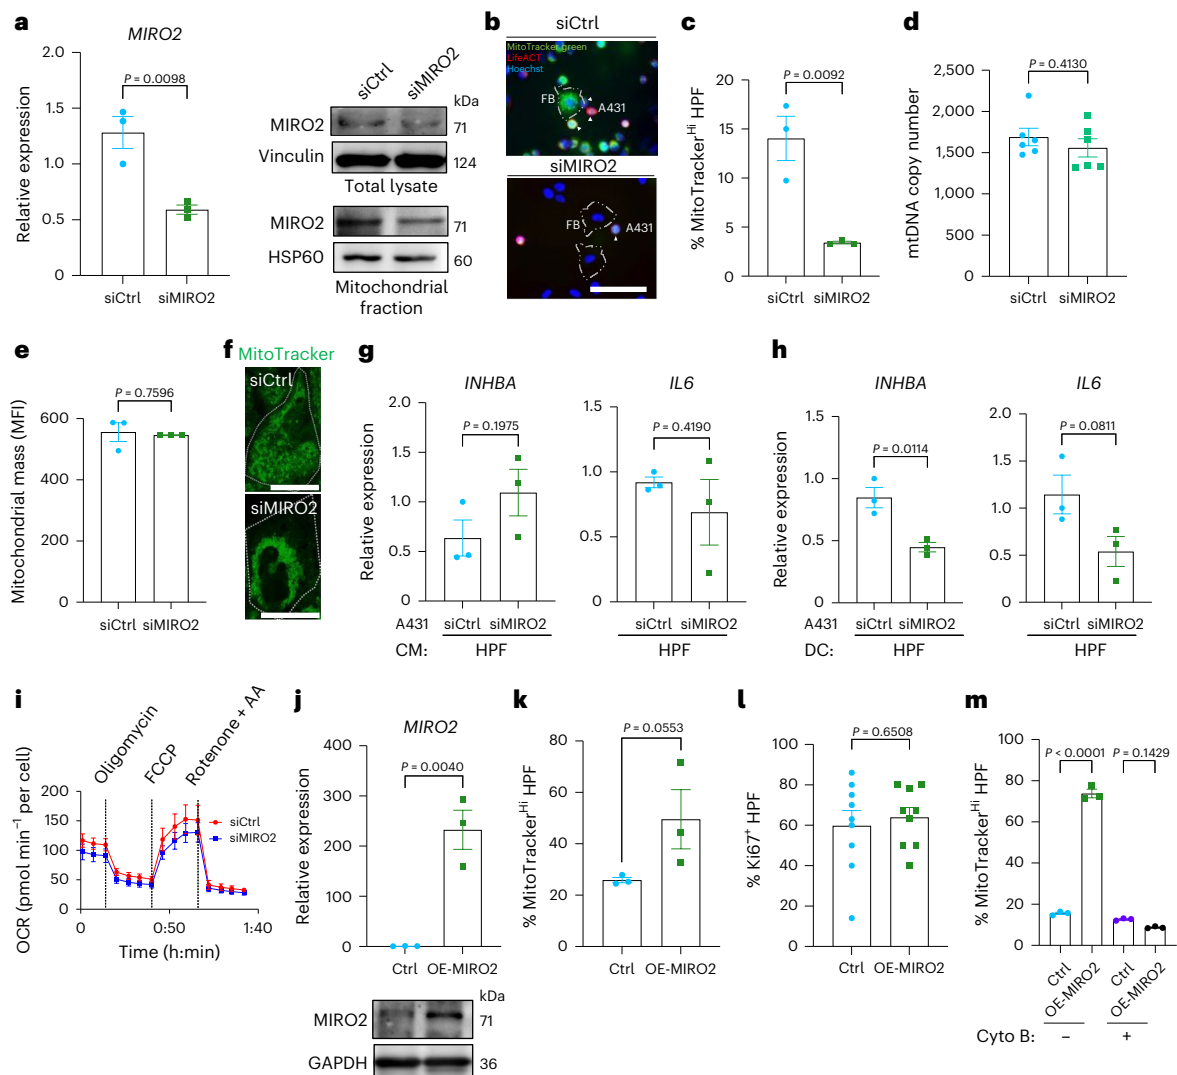 a
MIRO2
Relative expression
2.0
1.5
1.0
0.5
0
P = 0.0098
siCtrl
siMIRO2
siCtrl
siMIRO2
kDa
MIRO2
71
Vinculin
124
Total lysate
MIRO2
71
HSP60
60
Mitochondrial
fraction
b
siCtrl
MitoTracker green
LifeACT
Hoechst
FB
A431
siMIRO2
FB
A431
c
% MitoTrackerHi HPF
20
15
10
5
0
P = 0.0092
siCtrl
siMIRO2
d
mtDNA copy number
2,500
2,000
1,500
1,000
500
0
P = 0.4130
siCtrl
siMIRO2
e
Mitochondrial mass (MFI)
600
400
200
0
P = 0.7596
siCtrl siMIRO2
f
MitoTracker
siCtrl
siMIRO2
g
INHBA
Relative expression
2.0
1.5
1.0
0.5
0
P = 0.1975
A431
siCtrl siMIRO2
CM:
HPF
IL6
1.5
1.0
0.5
0
P = 0.4190
siCtrl siMIRO2
HPF
h
INHBA
Relative expression
1.5
1.0
0.5
0
P = 0.0114
A431
siCtrl siMIRO2
DC:
HPF
IL6
2.0
1.5
1.0
0.5
0
P = 0.0811
siCtrl siMIRO2
HPF
i
Oligomycin
FCCP
Rotenone + AA
OCR (pmol min−1 per cell)
200
150
100
50
0
siCtrl
siMIRO2
0
0:50
1:40
Time (h:min)
j
MIRO2
Relative expression
400
300
200
100
0
P = 0.0040
Ctrl OE-MIRO2
kDa
MIRO2
71
GAPDH
36
k
% MitoTrackerHi HPF
80
60
40
20
0
P = 0.0553
Ctrl OE-MIRO2
l
% Ki67+ HPF
100
80
60
40
20
0
P = 0.6508
Ctrl OE-MIRO2
m
% MitoTrackerHi HPF
100
80
60
40
20
0
P < 0.0001
P = 0.1429
Ctrl
OE-MIRO2
Ctrl
OE-MIRO2
Cyto B:
–
+